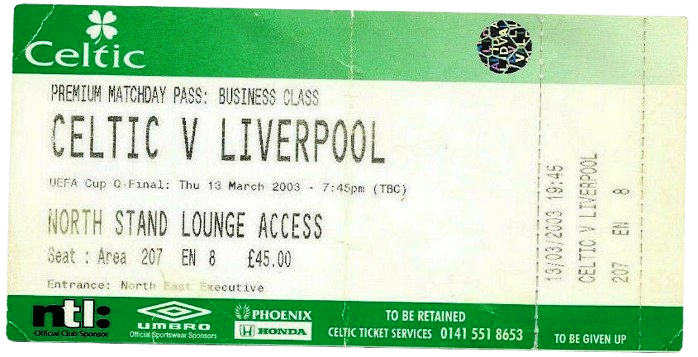 Celtic
PREMIUM MATCHDAY PASS: BUSINESS CLASS
CELTIC V LIVERPOOL
UEFA Cup Q-Final: Thu 13 March 2003 - 7:45pm (TBC)
NORTH STAND LOUNGE ACCESS
Seat : Area 207 EN 8 £45.00
Entrance: North East Executive
ntl:
Official Club Sponsor
UMBRO
Official Sportswear Sponsors
PHOENIX
HONDA
TO BE RETAINED
CELTIC TICKET SERVICES 0141 551 8653
13/03/2003 19:45
CELTIC V LIVERPOOL
207 EN 8
TO BE GIVEN UP